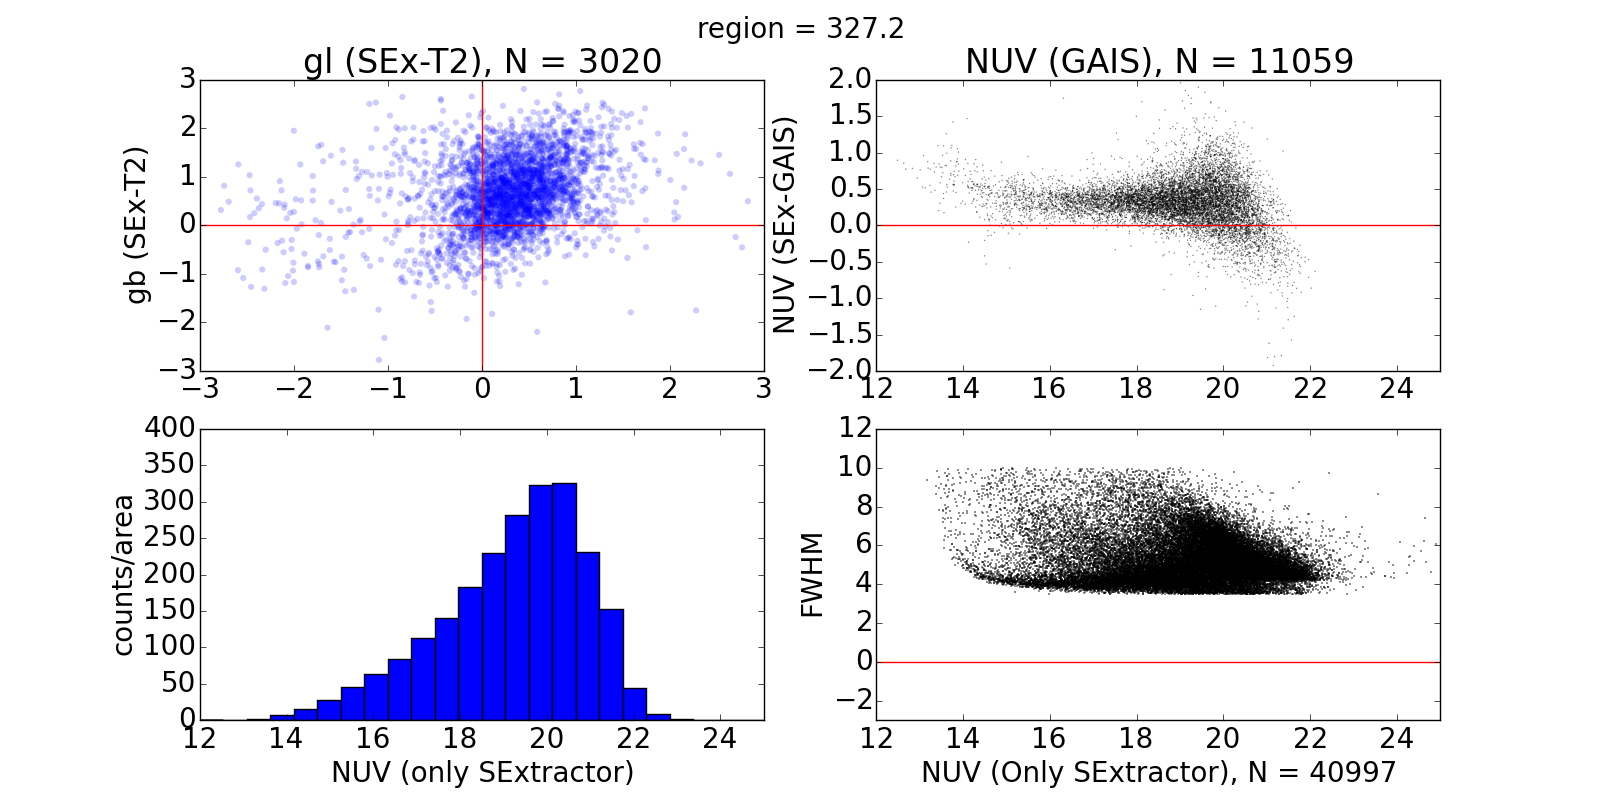 region = 327.2
gl (SEx-T2), N = 3020
NUV (GAIS), N = 11059
gb (SEx-T2)
3
2
1
0
−1
−2
−3
−3 −2 −1 0 1 2 3
NUV (SEx-GAIS)
2.0
1.5
1.0
0.5
0.0
−0.5
−1.0
−1.5
−2.0
12 14 16 18 20 22 24
counts/area
400
350
300
250
200
150
100
50
0
12 14 16 18 20 22 24
NUV (only SExtractor)
FWHM
12
10
8
6
4
2
0
−2
12 14 16 18 20 22 24
NUV (Only SExtractor), N = 40997